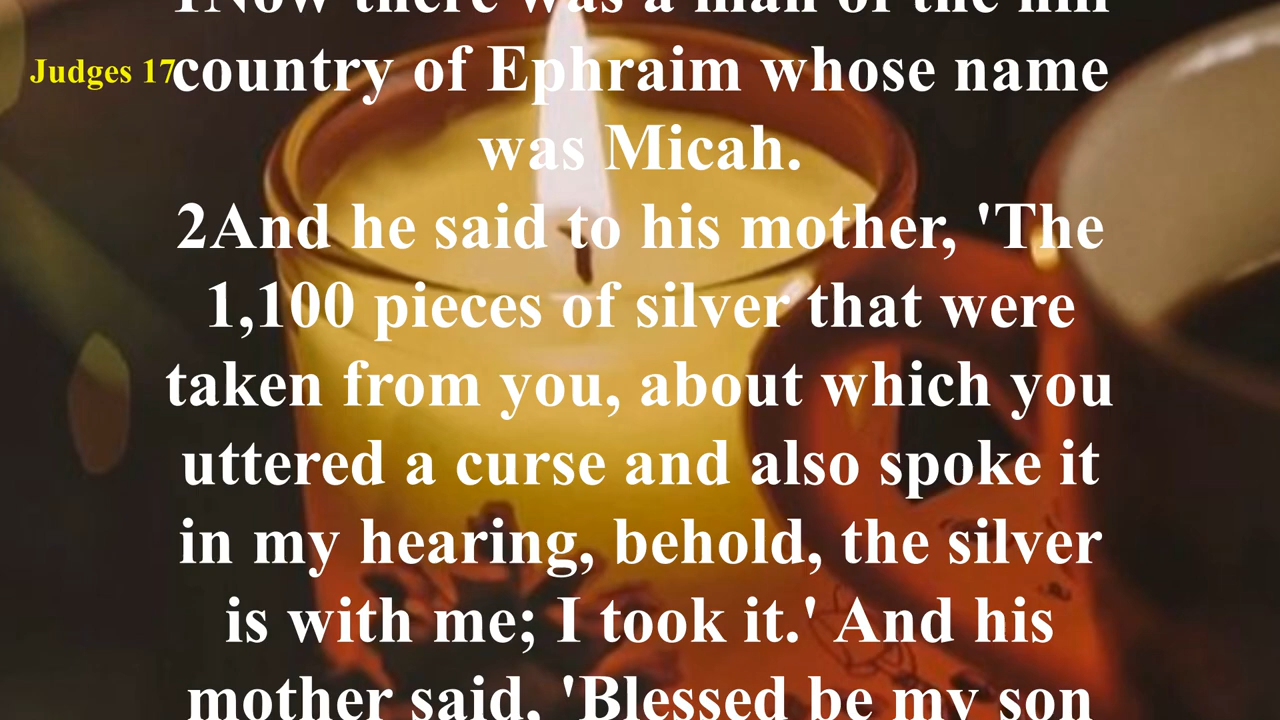 1Now there was a man of the hill
Judges 17
country of Ephraim whose name
was Micah.
2And he said to his mother, 'The
1,100 pieces of silver that were
taken from you, about which you
uttered a curse and also spoke it
in my hearing, behold, the silver
is with me; I took it.' And his
mother said, 'Blessed be my son